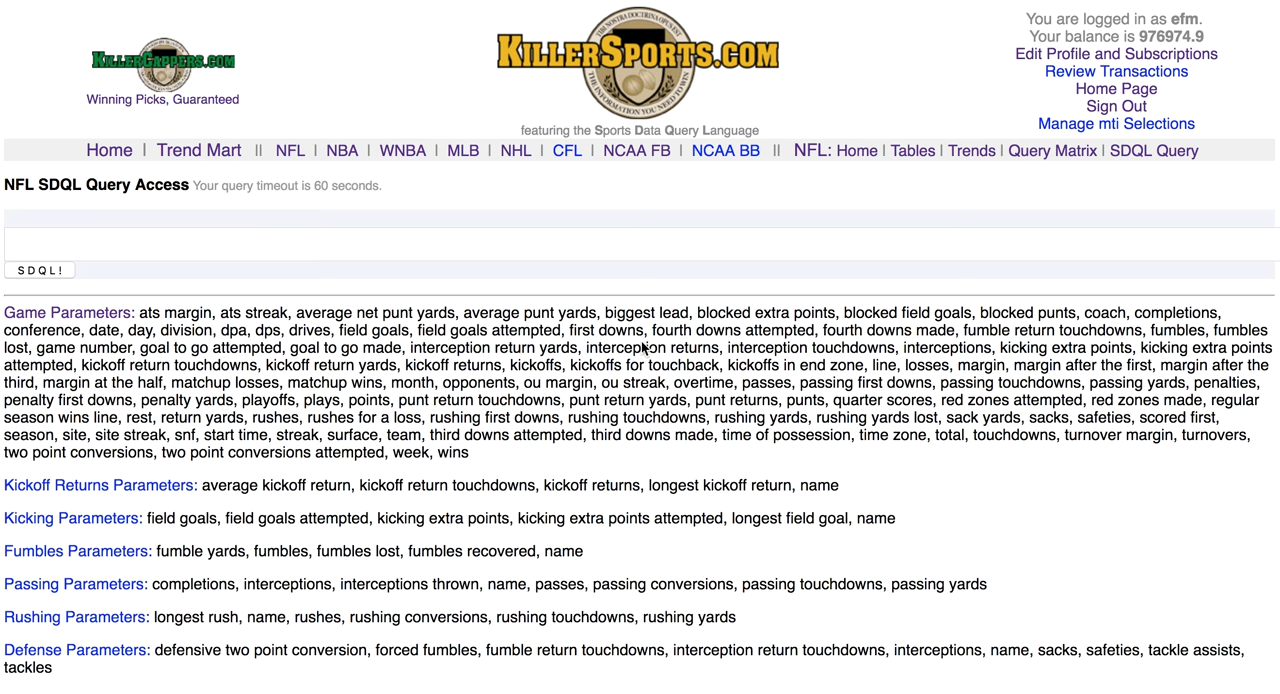 KILLERCAPPERS.COM
Winning Picks, Guaranteed
THE NOSTRA DOCTRINA OPUS EST
KILLERSPORTS.COM
THE INFORMATION YOU NEED TO WIN
featuring the Sports Data Query Language
You are logged in as efm.
Your balance is 976974.9
Edit Profile and Subscriptions
Review Transactions
Home Page
Sign Out
Manage mti Selections
Home | Trend Mart || NFL | NBA | WNBA | MLB | NHL | CFL | NCAA FB | NCAA BB || NFL: Home | Tables | Trends | Query Matrix | SDQL Query
NFL SDQL Query Access Your query timeout is 60 seconds.
S D Q L !
Game Parameters: ats margin, ats streak, average net punt yards, average punt yards, biggest lead, blocked extra points, blocked field goals, blocked punts, coach, completions,
conference, date, day, division, dpa, dps, drives, field goals, field goals attempted, first downs, fourth downs attempted, fourth downs made, fumble return touchdowns, fumbles, fumbles
lost, game number, goal to go attempted, goal to go made, interception return yards, interception returns, interception touchdowns, interceptions, kicking extra points, kicking extra points
attempted, kickoff return touchdowns, kickoff return yards, kickoff returns, kickoffs, kickoffs for touchback, kickoffs in end zone, line, losses, margin, margin after the first, margin after the
third, margin at the half, matchup losses, matchup wins, month, opponents, ou margin, ou streak, overtime, passes, passing first downs, passing touchdowns, passing yards, penalties,
penalty first downs, penalty yards, playoffs, plays, points, punt return touchdowns, punt return yards, punt returns, punts, quarter scores, red zones attempted, red zones made, regular
season wins line, rest, return yards, rushes, rushes for a loss, rushing first downs, rushing touchdowns, rushing yards, rushing yards lost, sack yards, sacks, safeties, scored first,
season, site, site streak, snf, start time, streak, surface, team, third downs attempted, third downs made, time of possession, time zone, total, touchdowns, turnover margin, turnovers,
two point conversions, two point conversions attempted, week, wins
Kickoff Returns Parameters: average kickoff return, kickoff return touchdowns, kickoff returns, longest kickoff return, name
Kicking Parameters: field goals, field goals attempted, kicking extra points, kicking extra points attempted, longest field goal, name
Fumbles Parameters: fumble yards, fumbles, fumbles lost, fumbles recovered, name
Passing Parameters: completions, interceptions, interceptions thrown, name, passes, passing conversions, passing touchdowns, passing yards
Rushing Parameters: longest rush, name, rushes, rushing conversions, rushing touchdowns, rushing yards
Defense Parameters: defensive two point conversion, forced fumbles, fumble return touchdowns, interception return touchdowns, interceptions, name, sacks, safeties, tackle assists,
tackles